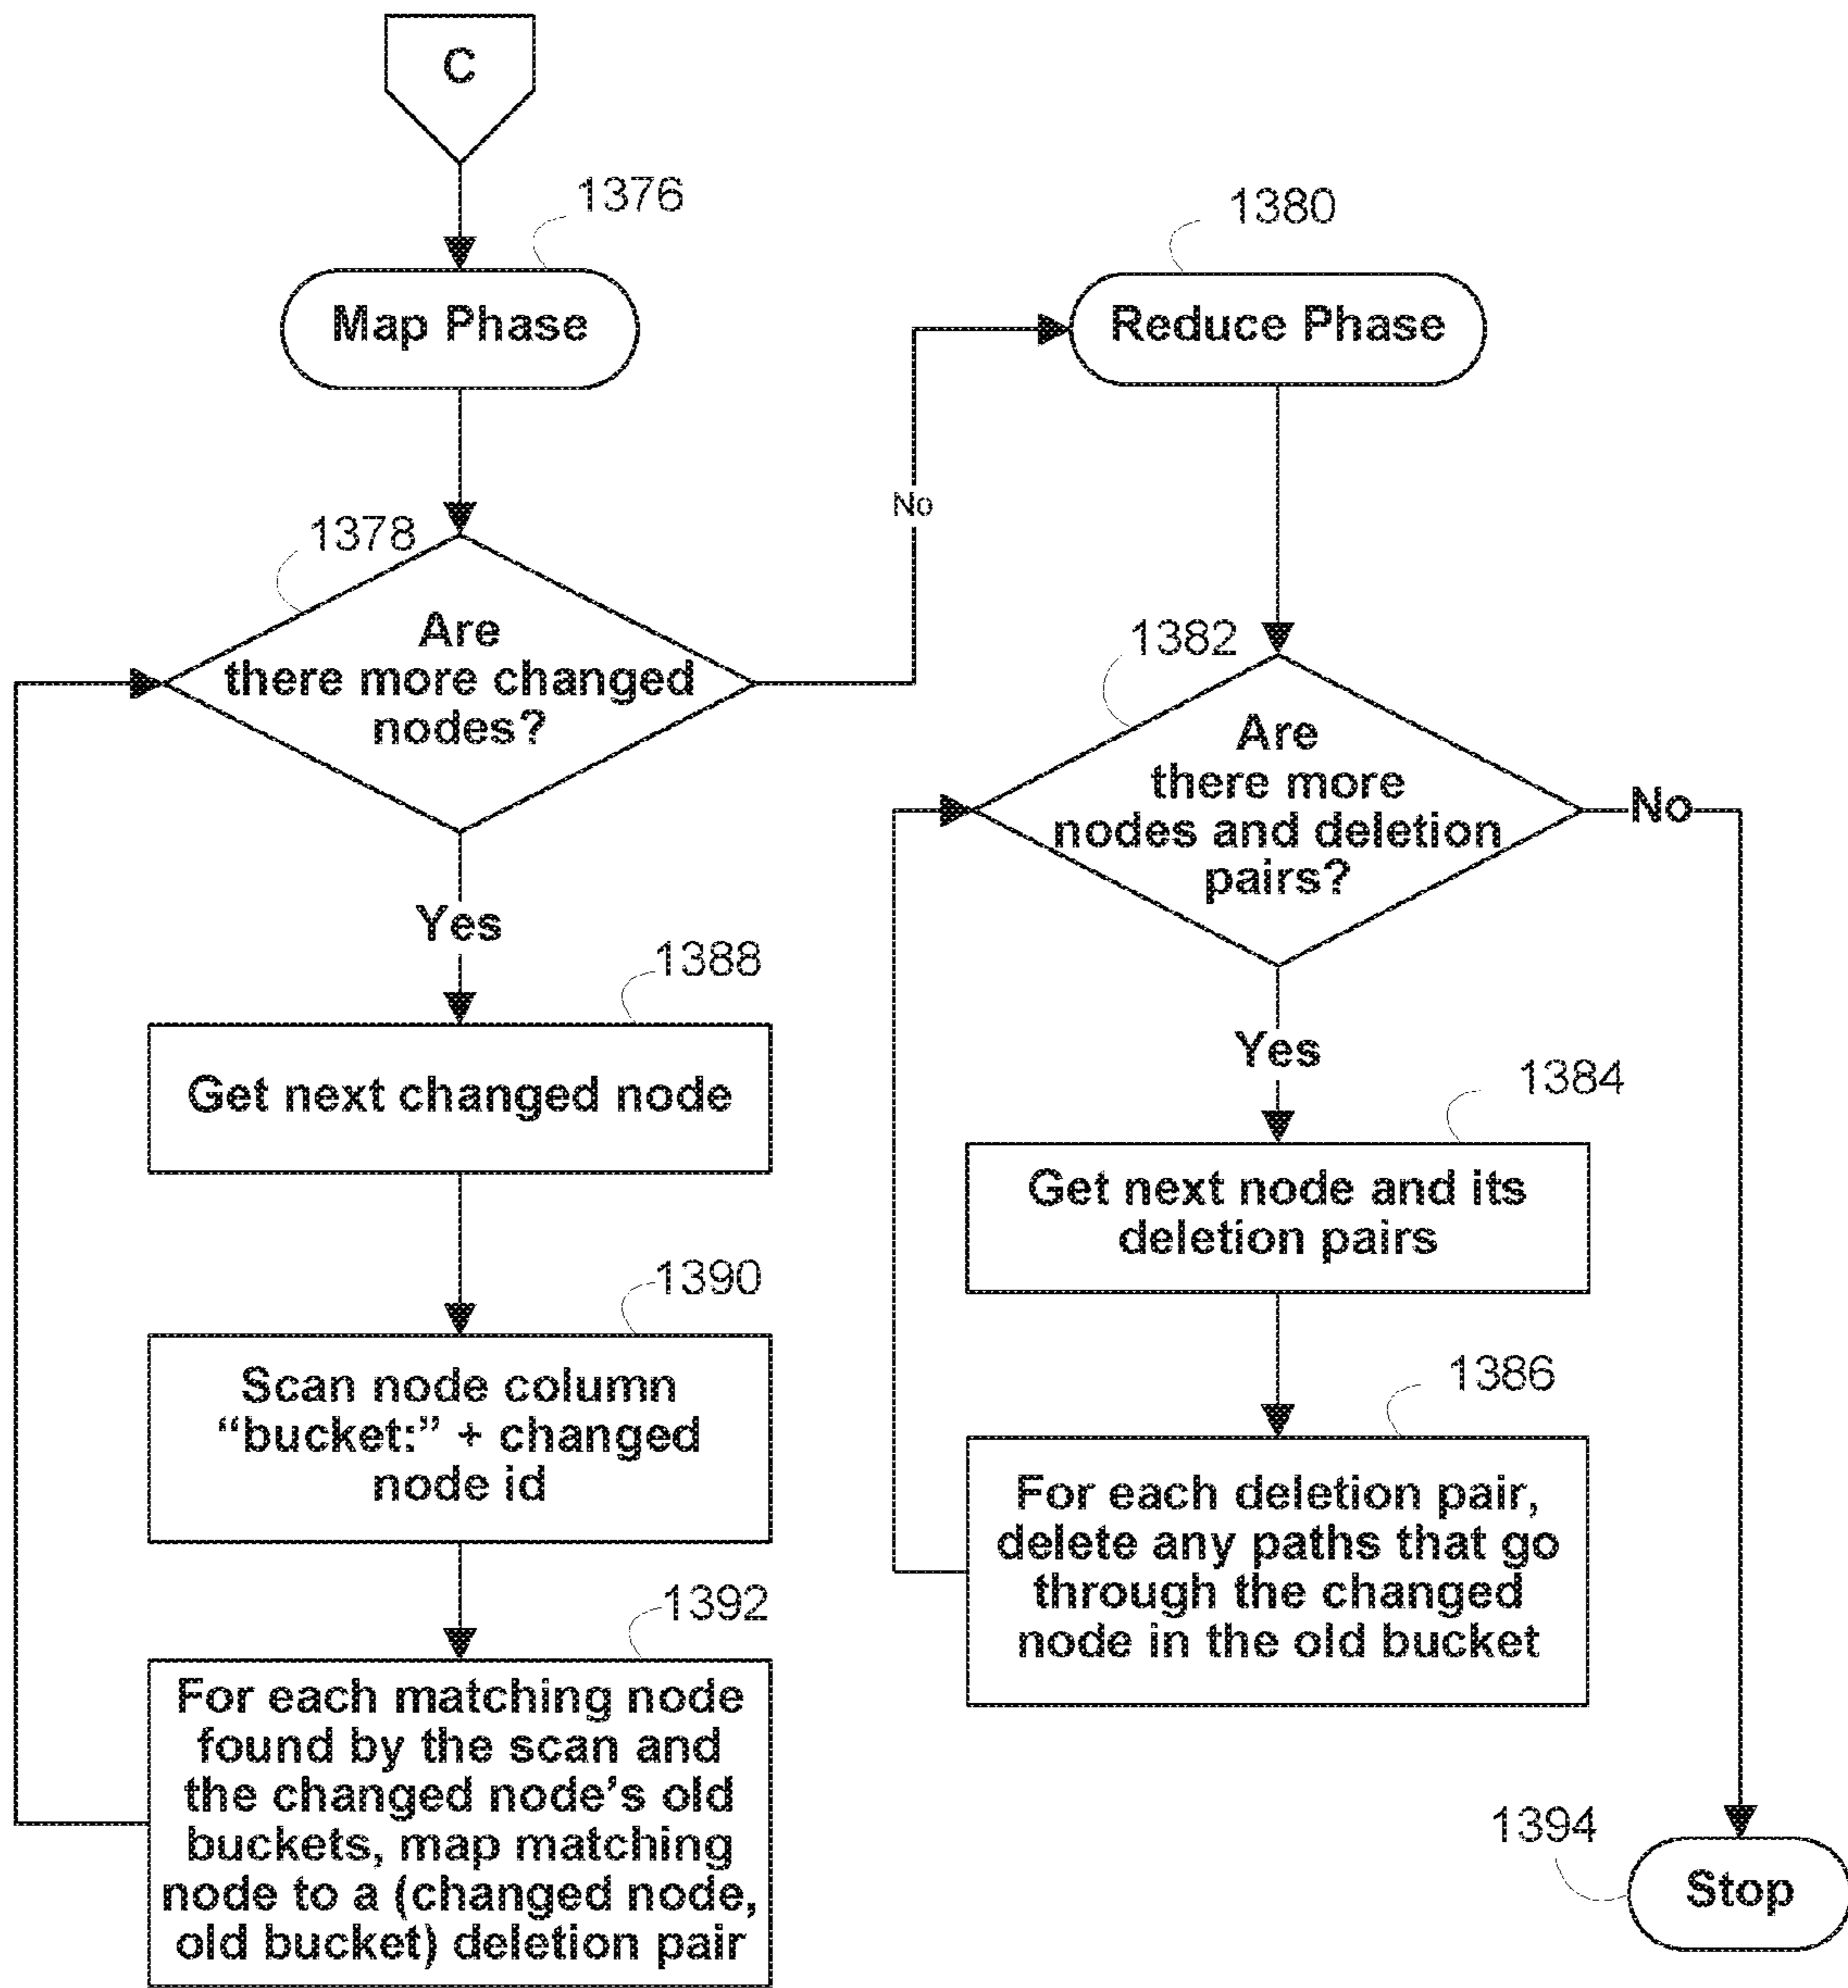 C
1376
Map Phase
1378
Are
there more changed
nodes?
No
Yes
1388
Get next changed node
1390
Scan node column
“bucket:” + changed
node id
1392
For each matching node
found by the scan and
the changed node’s old
buckets, map matching
node to a (changed node,
old bucket) deletion pair
1380
Reduce Phase
1382
Are
there more
nodes and deletion
pairs?
No
Yes
1384
Get next node and its
deletion pairs
1386
For each deletion pair,
delete any paths that go
through the changed
node in the old bucket
1394
Stop